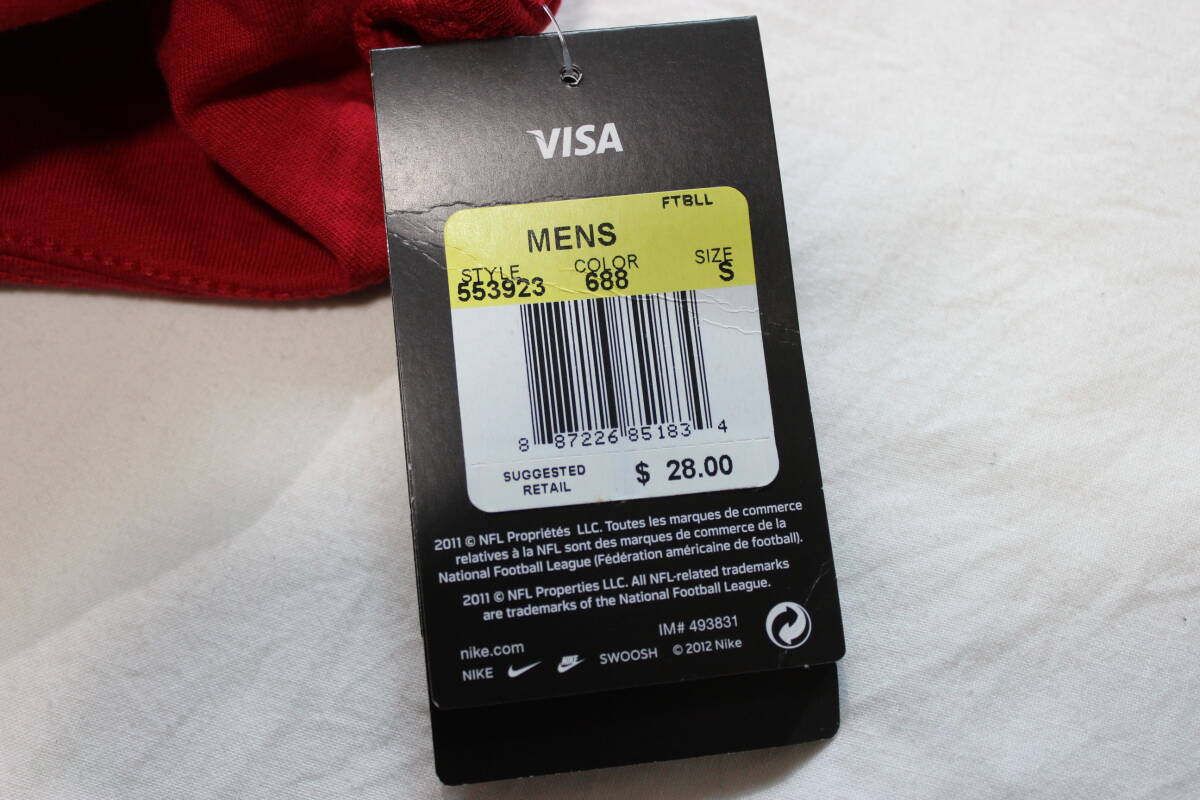 VISA
FTBLL
MENS
STYLE COLOR SIZE
553923 688 S
8 87226 85183 4
SUGGESTED
RETAIL
$ 28.00
2011 © NFL Propriétés LLC. Toutes les marques de commerce
relatives à la NFL sont des marques de commerce de la
National Football League (Fédération américaine de football).
2011 © NFL Properties LLC. All NFL-related trademarks
are trademarks of the National Football League.
IM# 493831
nike.com
NIKE NIKE SWOOSH © 2012 Nike